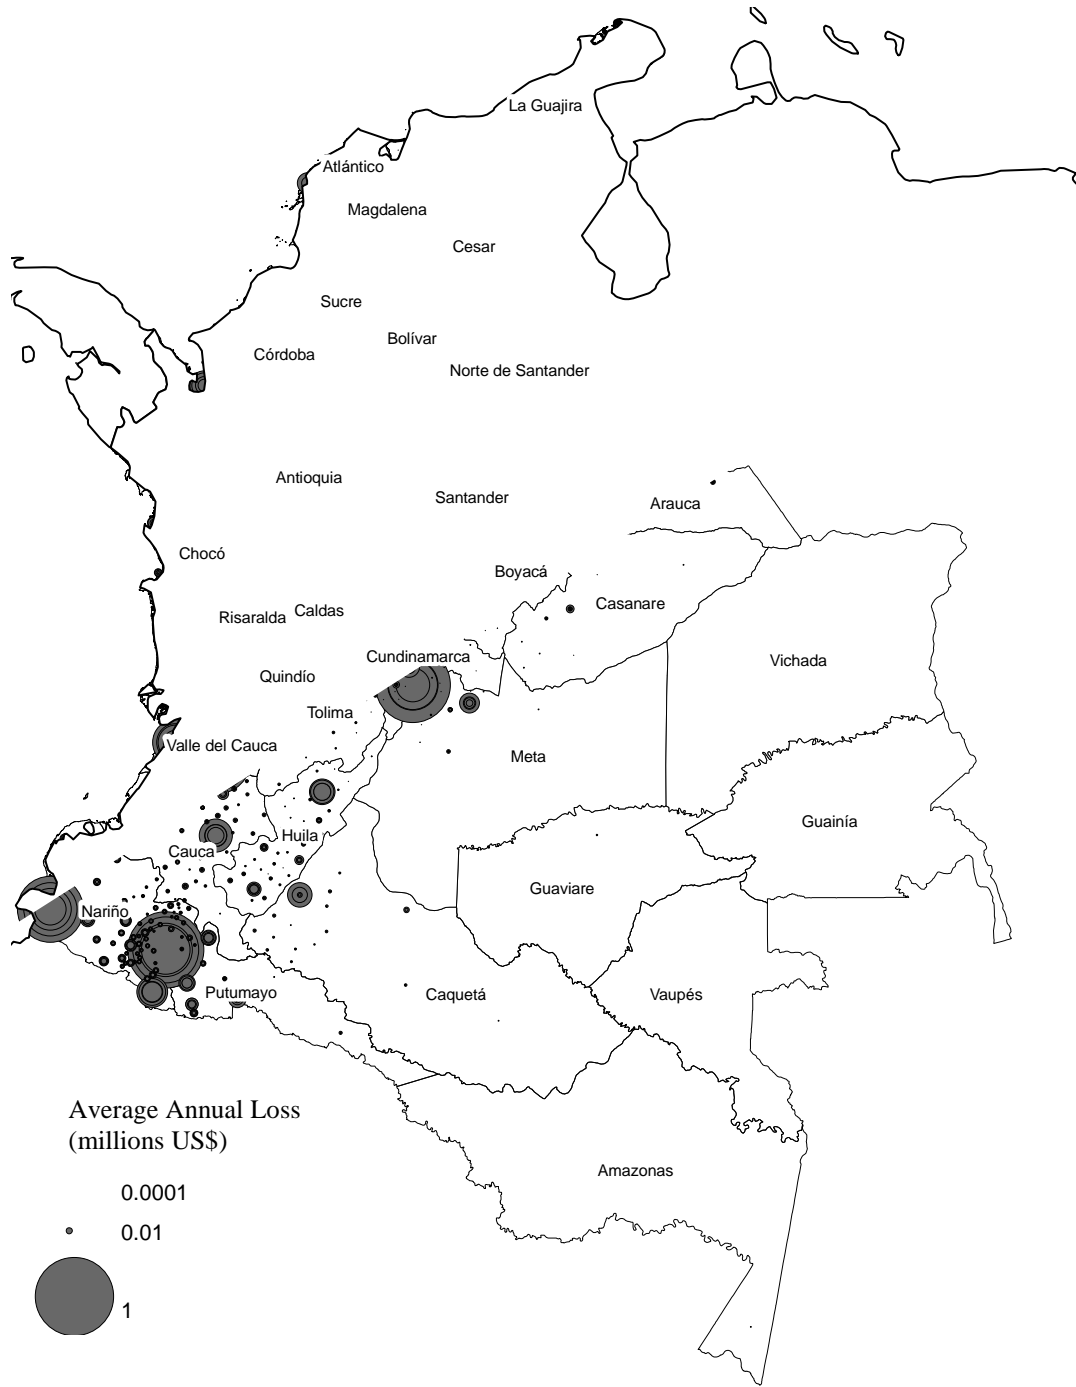 La Guajira
Atlántico
Magdalena
Cesar
Sucre
Bolívar
Córdoba
Norte de Santander
Antioquia
Santander
Arauca
Chocó
Boyacá
Casanare
Risaralda
Caldas
Cundinamarca
Vichada
Quindío
Tolima
Valle del Cauca
Meta
Guainía
Huila
Cauca
Guaviare
Nariño
Putumayo
Caquetá
Vaupés
Average Annual Loss
(millions US$)
Amazonas
0.0001
0.01
1